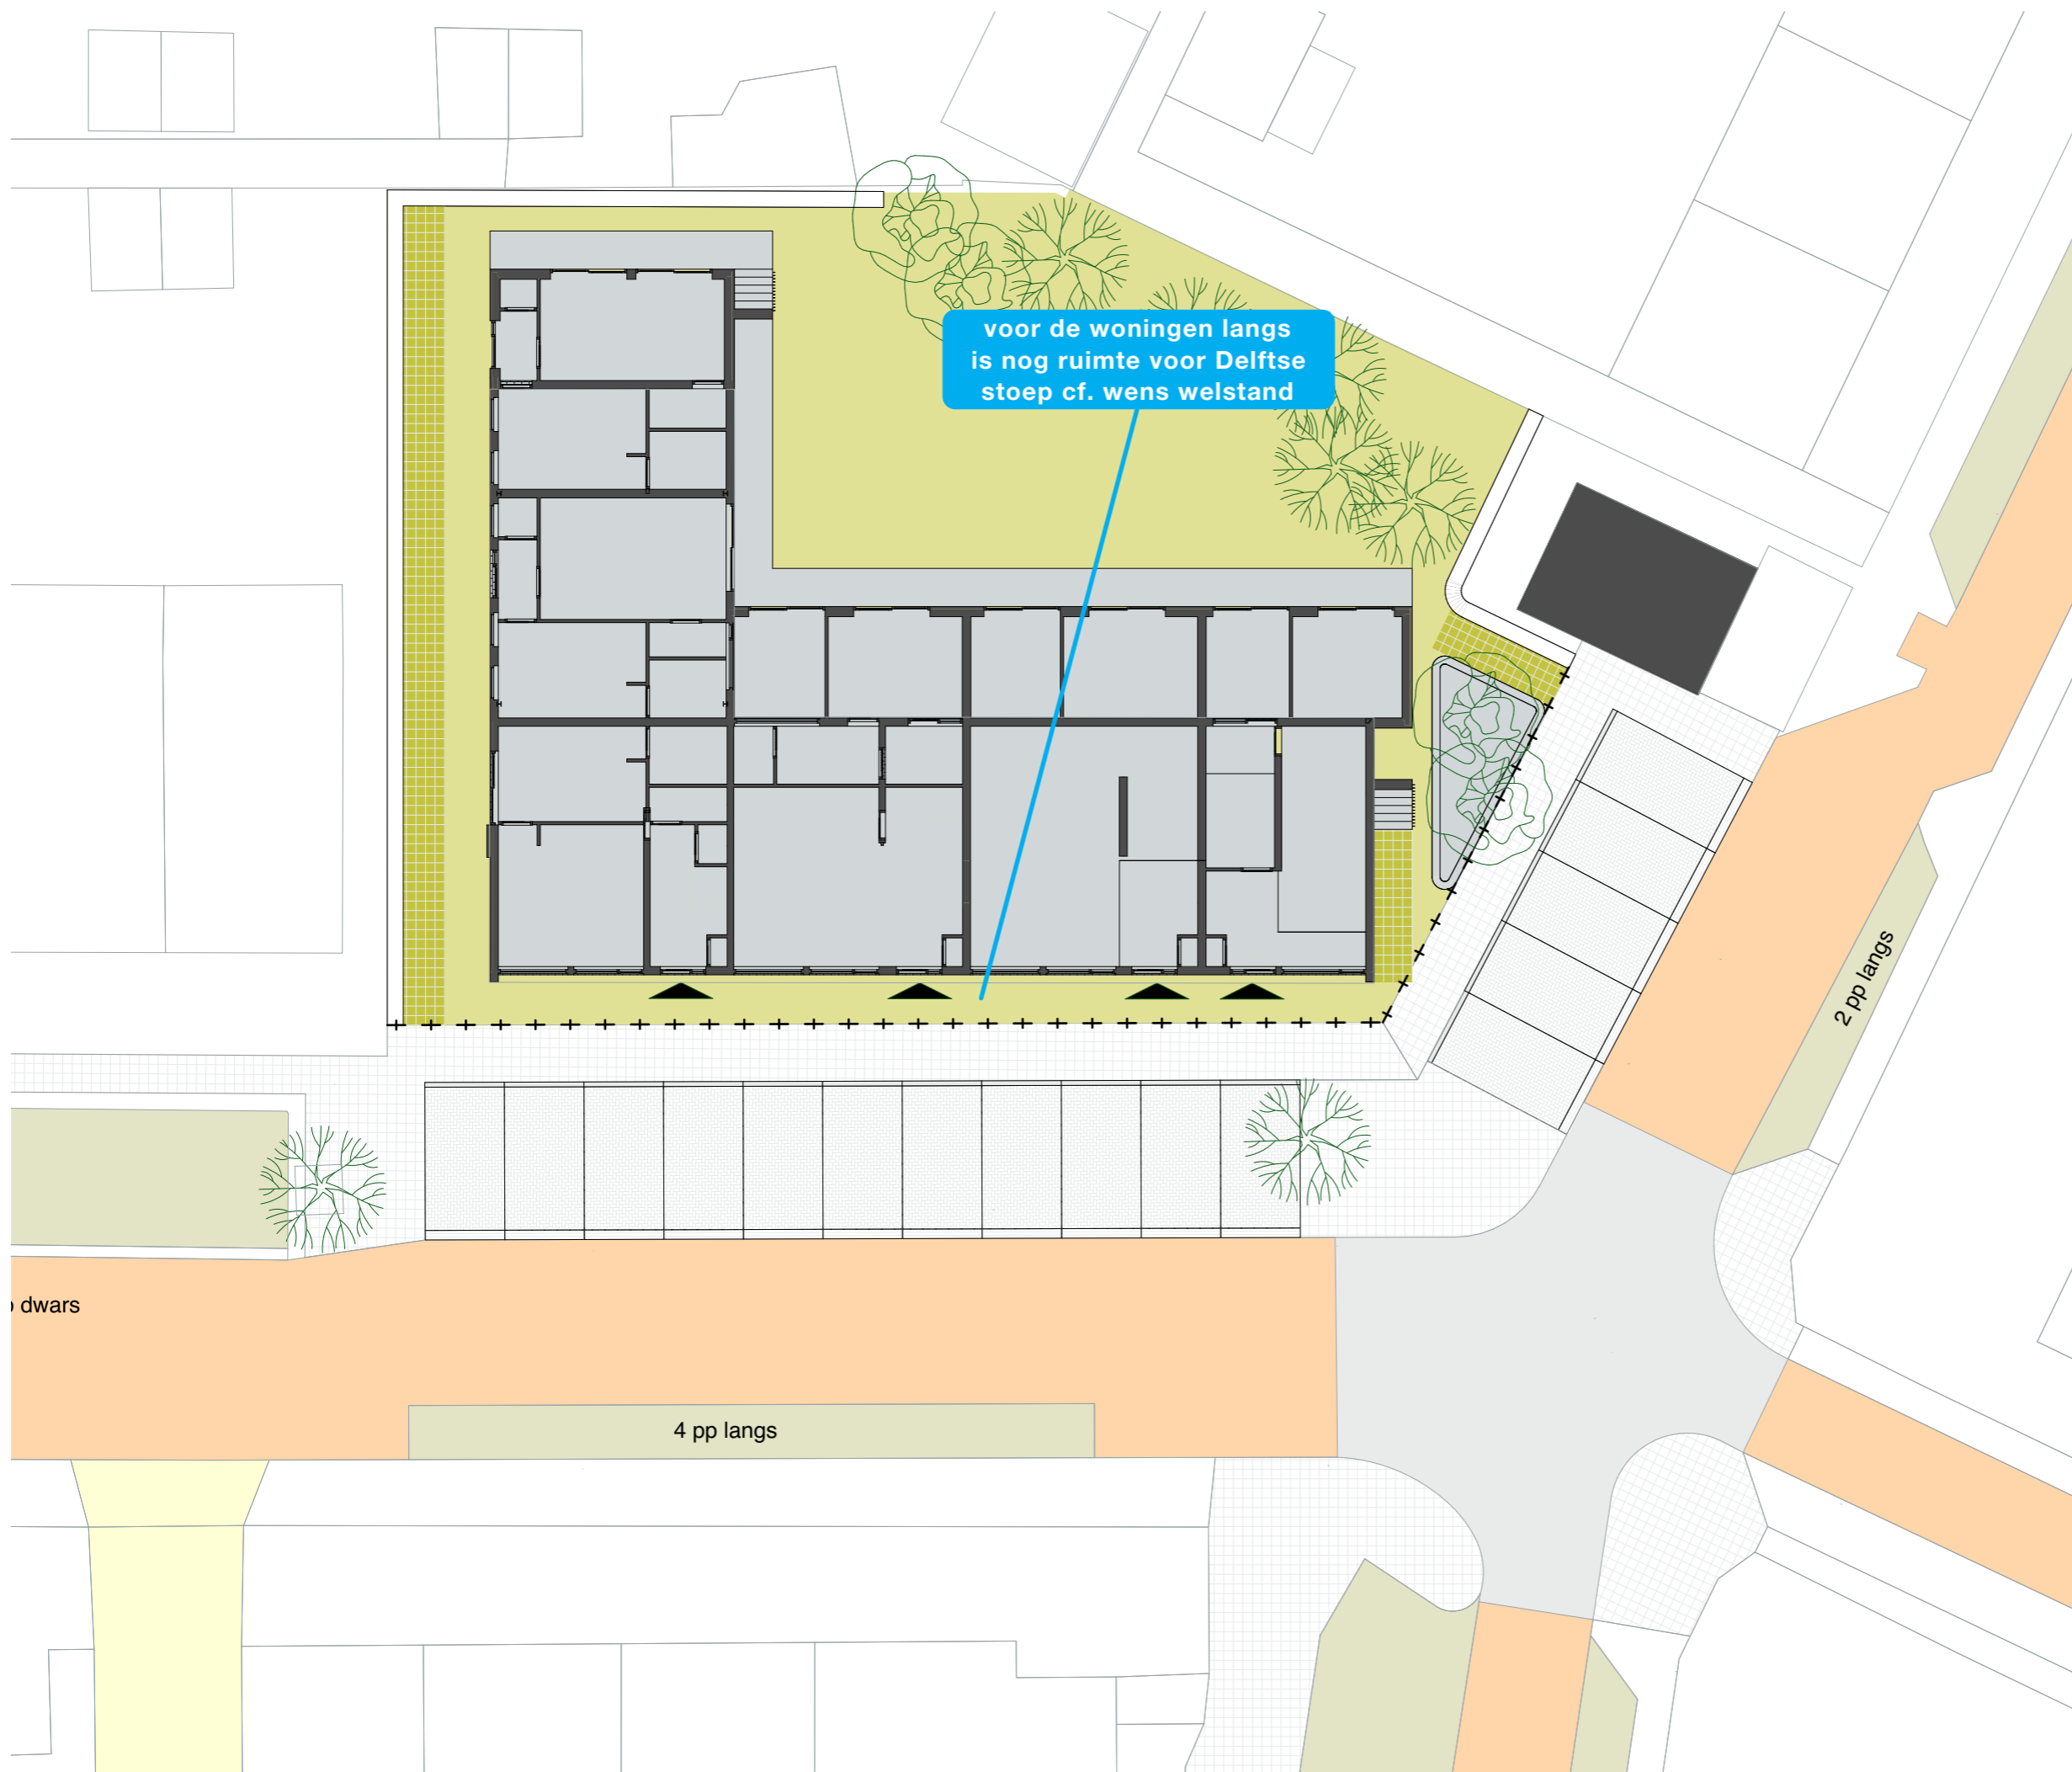 voor de woningen langs
is nog ruimte voor Delftse
stoep cf. wens welstand
2 pp langs
dwars
4 pp langs